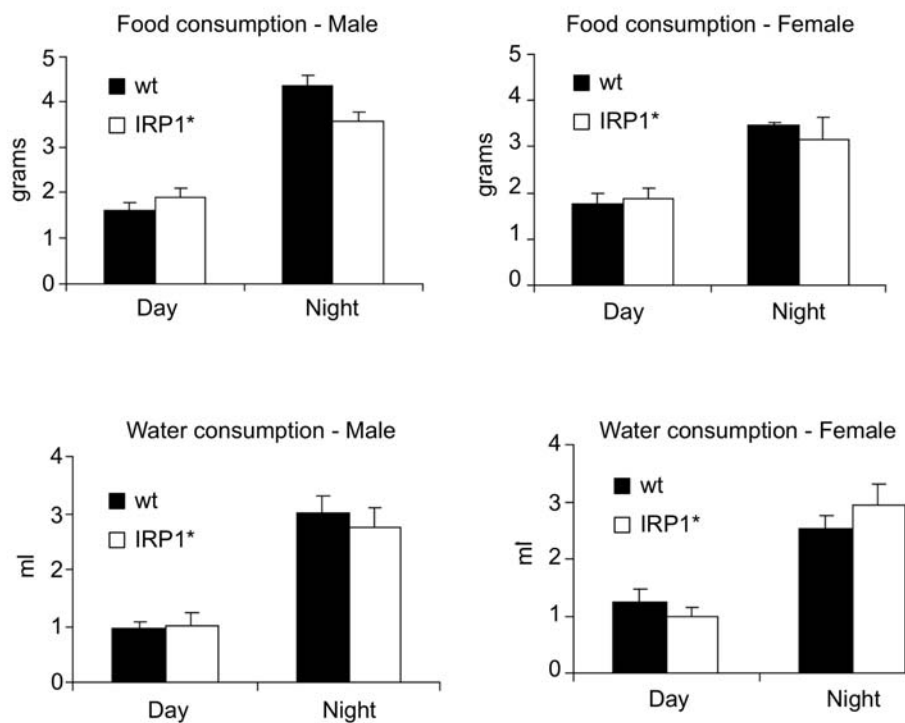 Food consumption - Male
5
4
3
2
1
0
grams
wt
IRP1*
Day Night
Food consumption - Female
5
4
3
2
1
0
grams
wt
IRP1*
Day Night
Water consumption - Male
4
3
2
1
0
ml
wt
IRP1*
Day Night
Water consumption - Female
4
3
2
1
0
ml
wt
IRP1*
Day Night